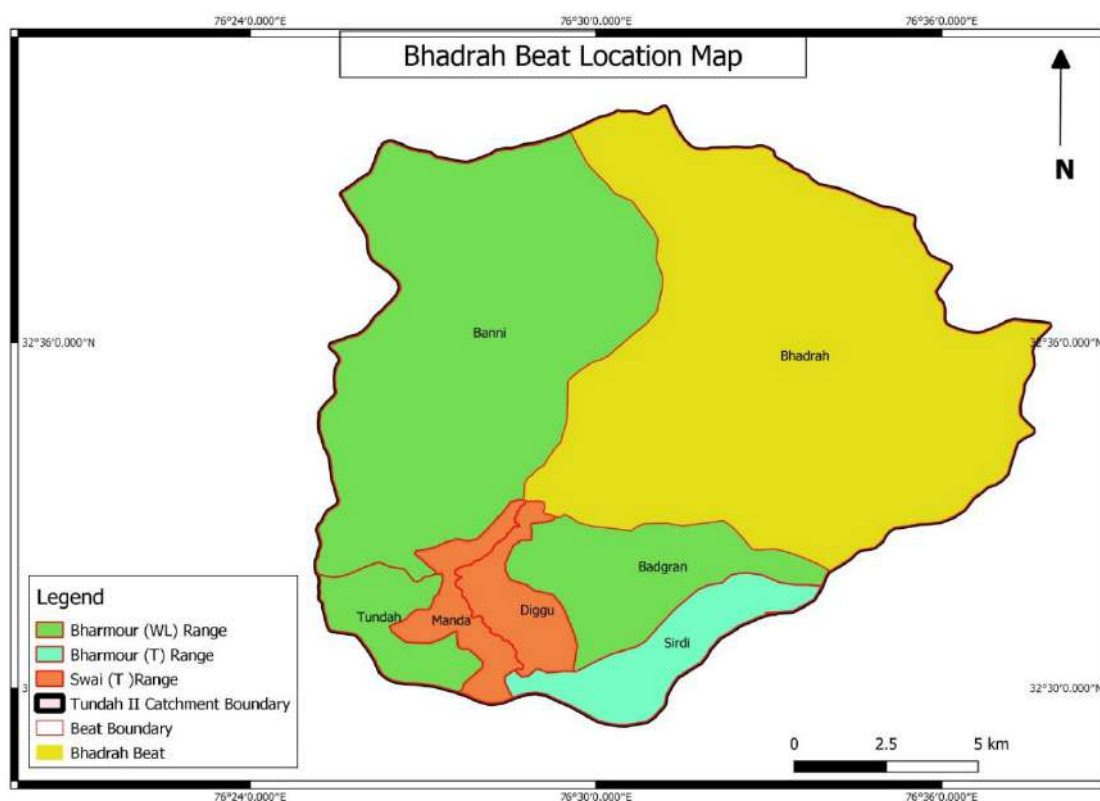 76°24'0.000"E 76°30'0.000"E 76°36'0.000"E
Bhadrah Beat Location Map
N
Banni
32°36'0.000"N 32°36'0.000"N
Bhadrah
Badgran
Tundah Manda Diggu
Sirdi
Legend
Bharmour (WL) Range
Bharmour (T) Range
Swai (T )Range
Tundah II Catchment Boundary
Beat Boundary
Bhadrah Beat
32°30'0.000"N
0 2.5 5 km
76°24'0.000"E 76°30'0.000"E 76°36'0.000"E